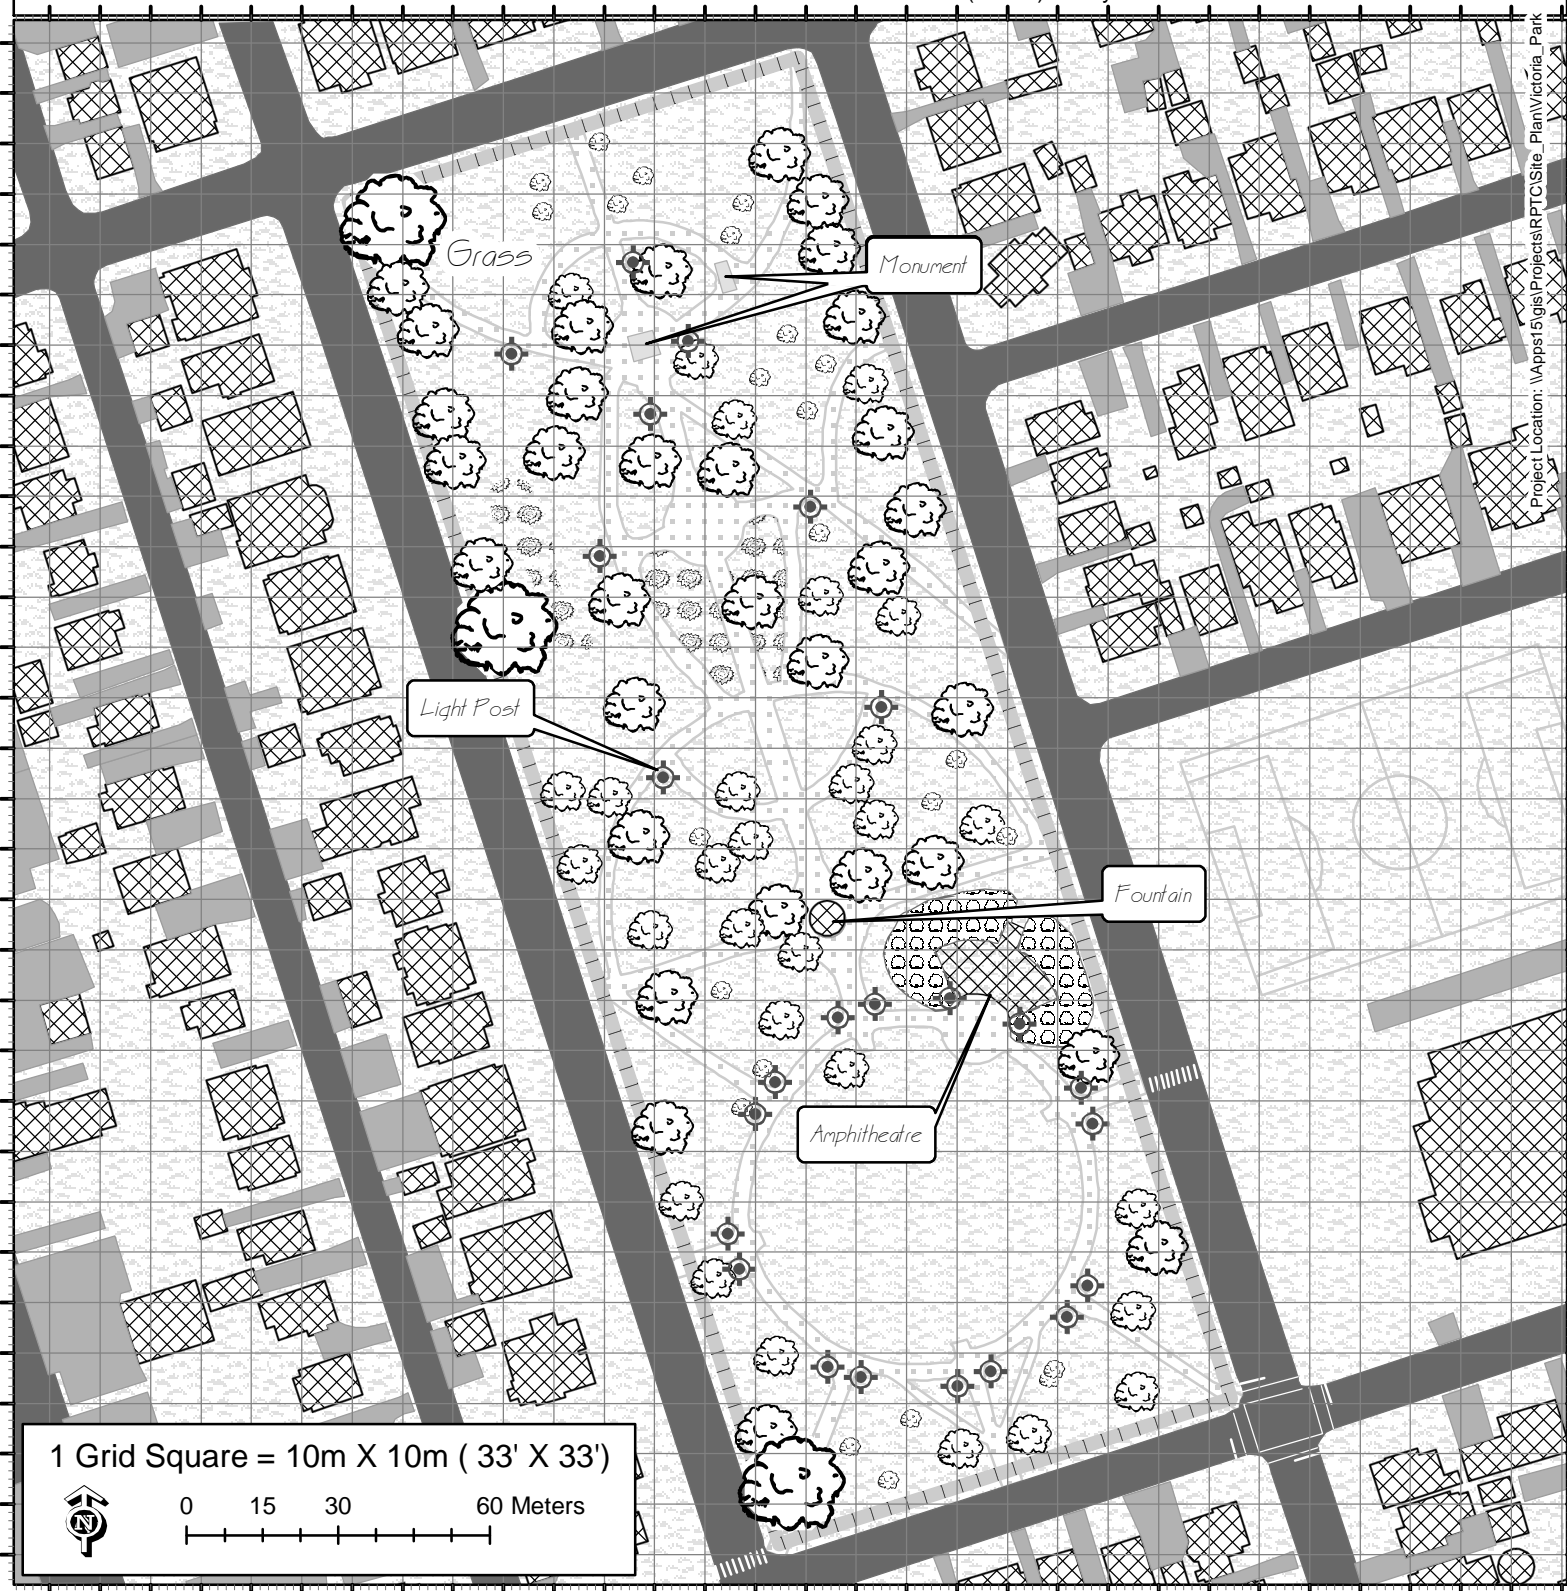 Project Location: \\Apps15\gis\Projects\RPTC\Site_Plan\Victoria_Park
Grass
Monument
Light Post
Fountain
Amphitheatre
1 Grid Square = 10m X 10m ( 33' X 33')
N
0 15 30 60 Meters